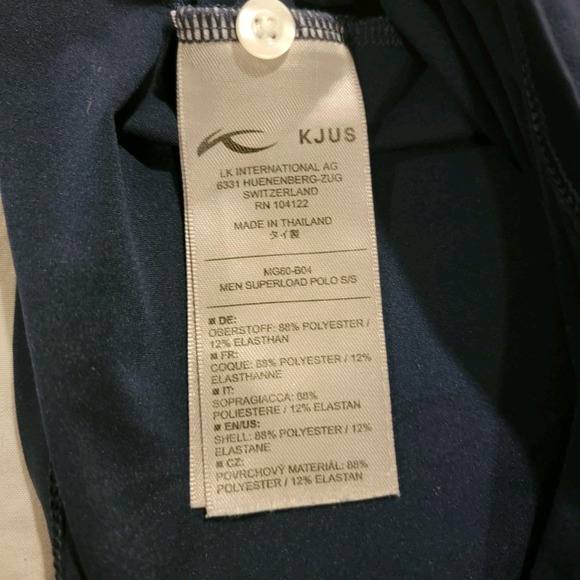 KJUS
LK INTERNATIONAL AG
6331 HUENENBERG-ZUG
SWITZERLAND
RN 104122
MADE IN THAILAND
タイ製
MG60-B04
MEN SUPERLOAD POLO S/S
DE:
OBERSTOFF: 88% POLYESTER /
12% ELASTHAN
FR:
COQUE: 88% POLYESTER / 12%
ELASTHANNE
IT:
SOPRAGIACCA: 88%
POLIESTERE / 12% ELASTAN
EN/US:
SHELL: 88% POLYESTER / 12%
ELASTANE
CZ:
POVRCHOVÝ MATERIÁL: 88%
POLYESTER / 12% ELASTAN